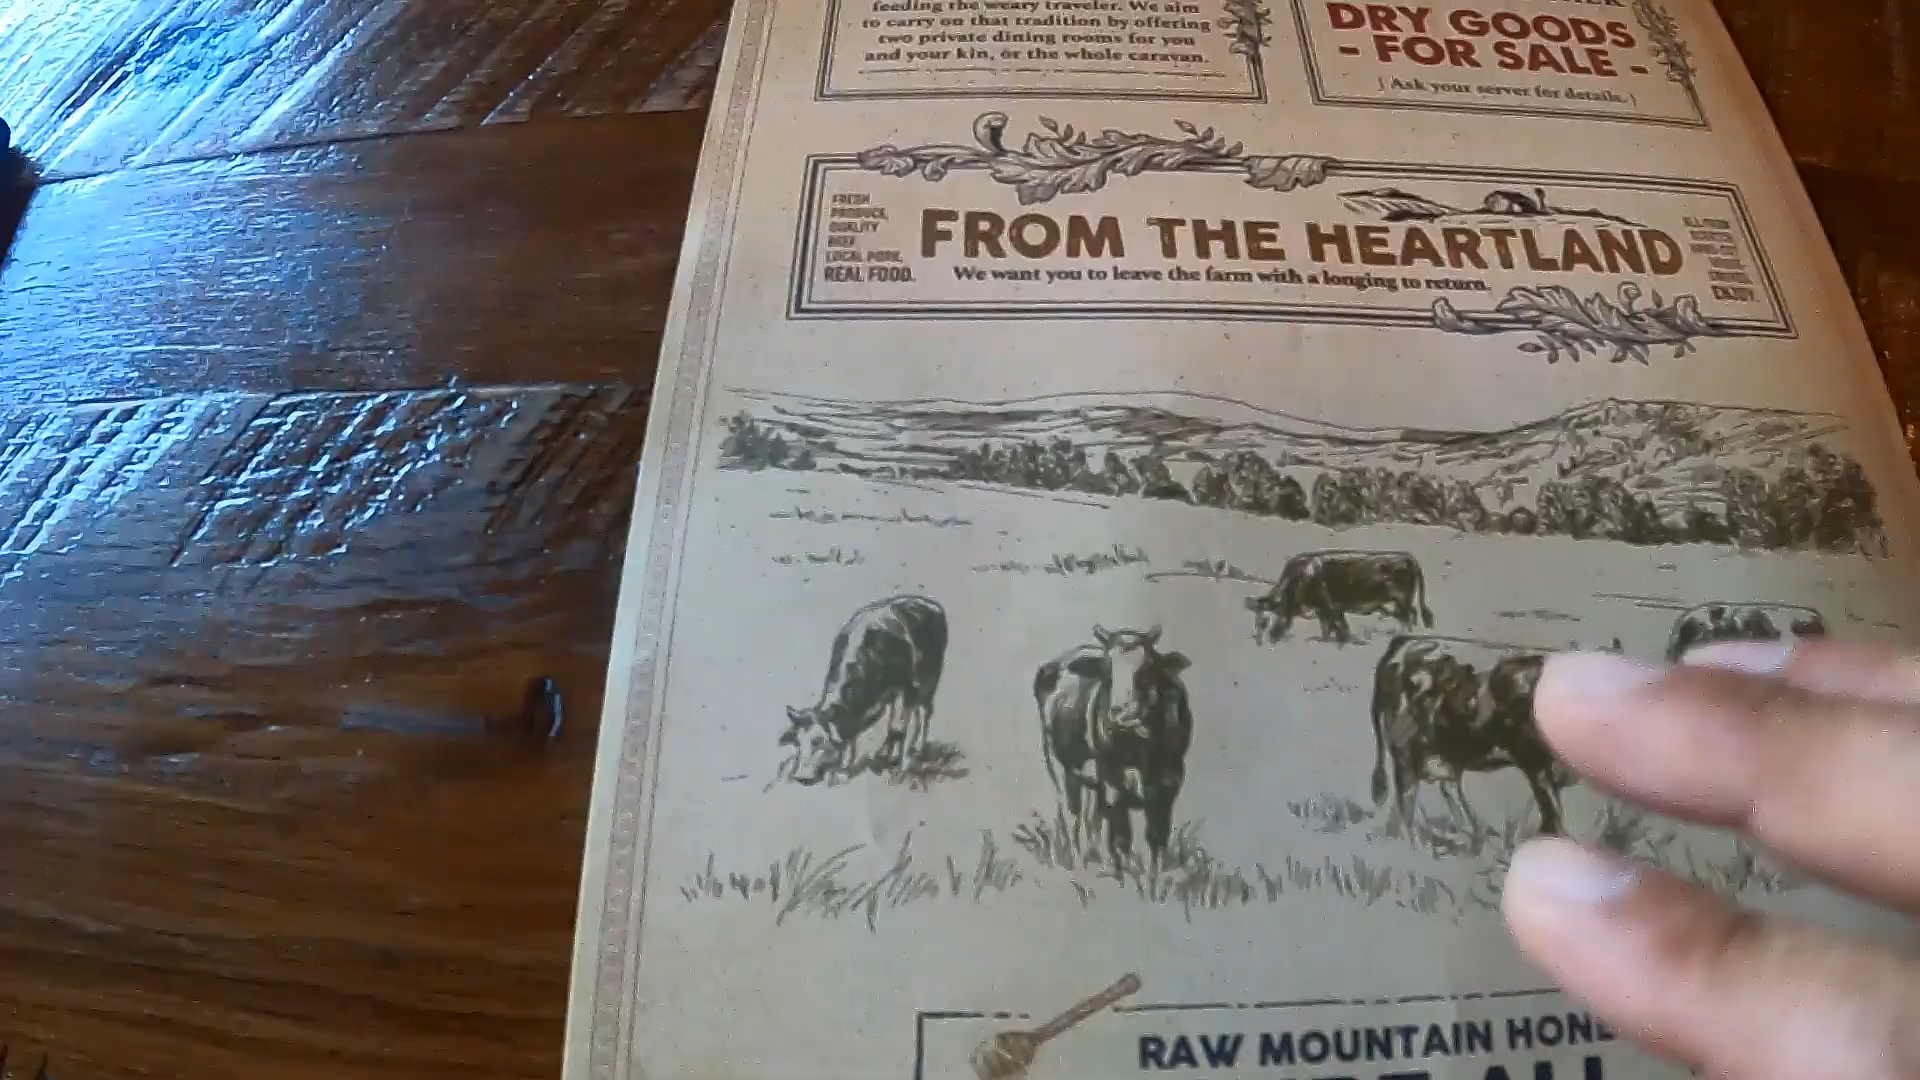 feeding the weary traveler. We aim
to carry on that tradition by offering
two private dining rooms for you
and your kin, or the whole caravan.
DRY GOODS
- FOR SALE -
(Ask your server for details.)
FRESH
PRODUCE,
QUALITY
BEEF,
LOCAL PORK,
REAL FOOD.
FROM THE HEARTLAND
We want you to leave the farm with a longing to return.
ENJOY.
RAW MOUNTAIN